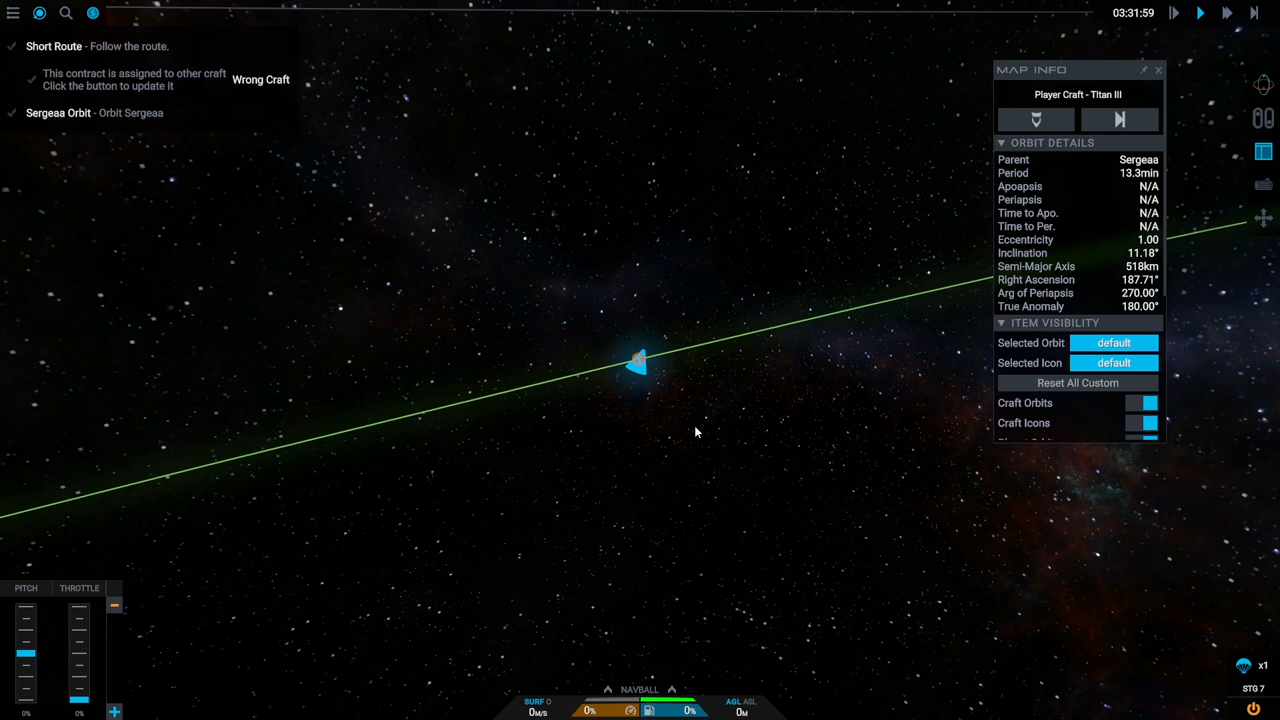 03:31:59
Short Route - Follow the route.
This contract is assigned to other craft
Click the button to update it
Wrong Craft
Sergeaa Orbit - Orbit Sergeaa
MAP INFO
Player Craft - Titan III
ORBIT DETAILS
Parent Sergeaa
Period 13.3min
Apoapsis N/A
Periapsis N/A
Time to Apo. N/A
Time to Per. N/A
Eccentricity 1.00
Inclination 11.18°
Semi-Major Axis 518km
Right Ascension 187.71°
Arg of Periapsis 270.00°
True Anomaly 180.00°
ITEM VISIBILITY
Selected Orbit default
Selected Icon default
Reset All Custom
Craft Orbits
Craft Icons
PITCH THROTTLE
0% 0%
NAVBALL
SURF O
0M/S
0%
0%
AGL ASL
0M
x1
STG 7